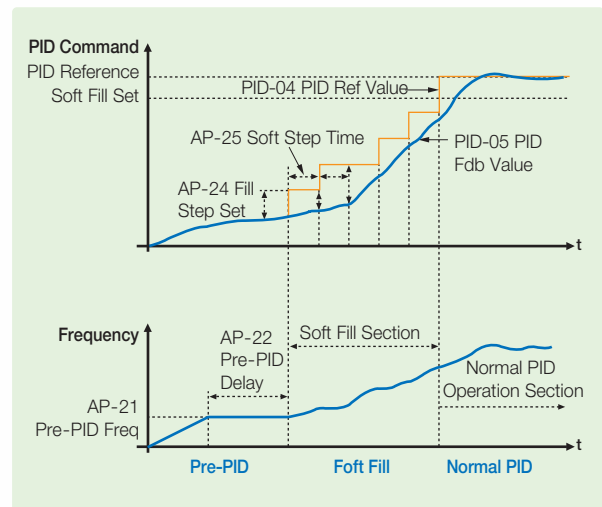 PID Command
PID Reference
Soft Fill Set
PID-04 PID Ref Value
AP-25 Soft Step Time
PID-05 PID
Fdb Value
AP-24 Fill
Step Set
t
Frequency
AP-22
Pre-PID
Delay
Soft Fill Section
Normal PID
Operation Section
AP-21
Pre-PID Freq
t
Pre-PID
Foft Fill
Normal PID